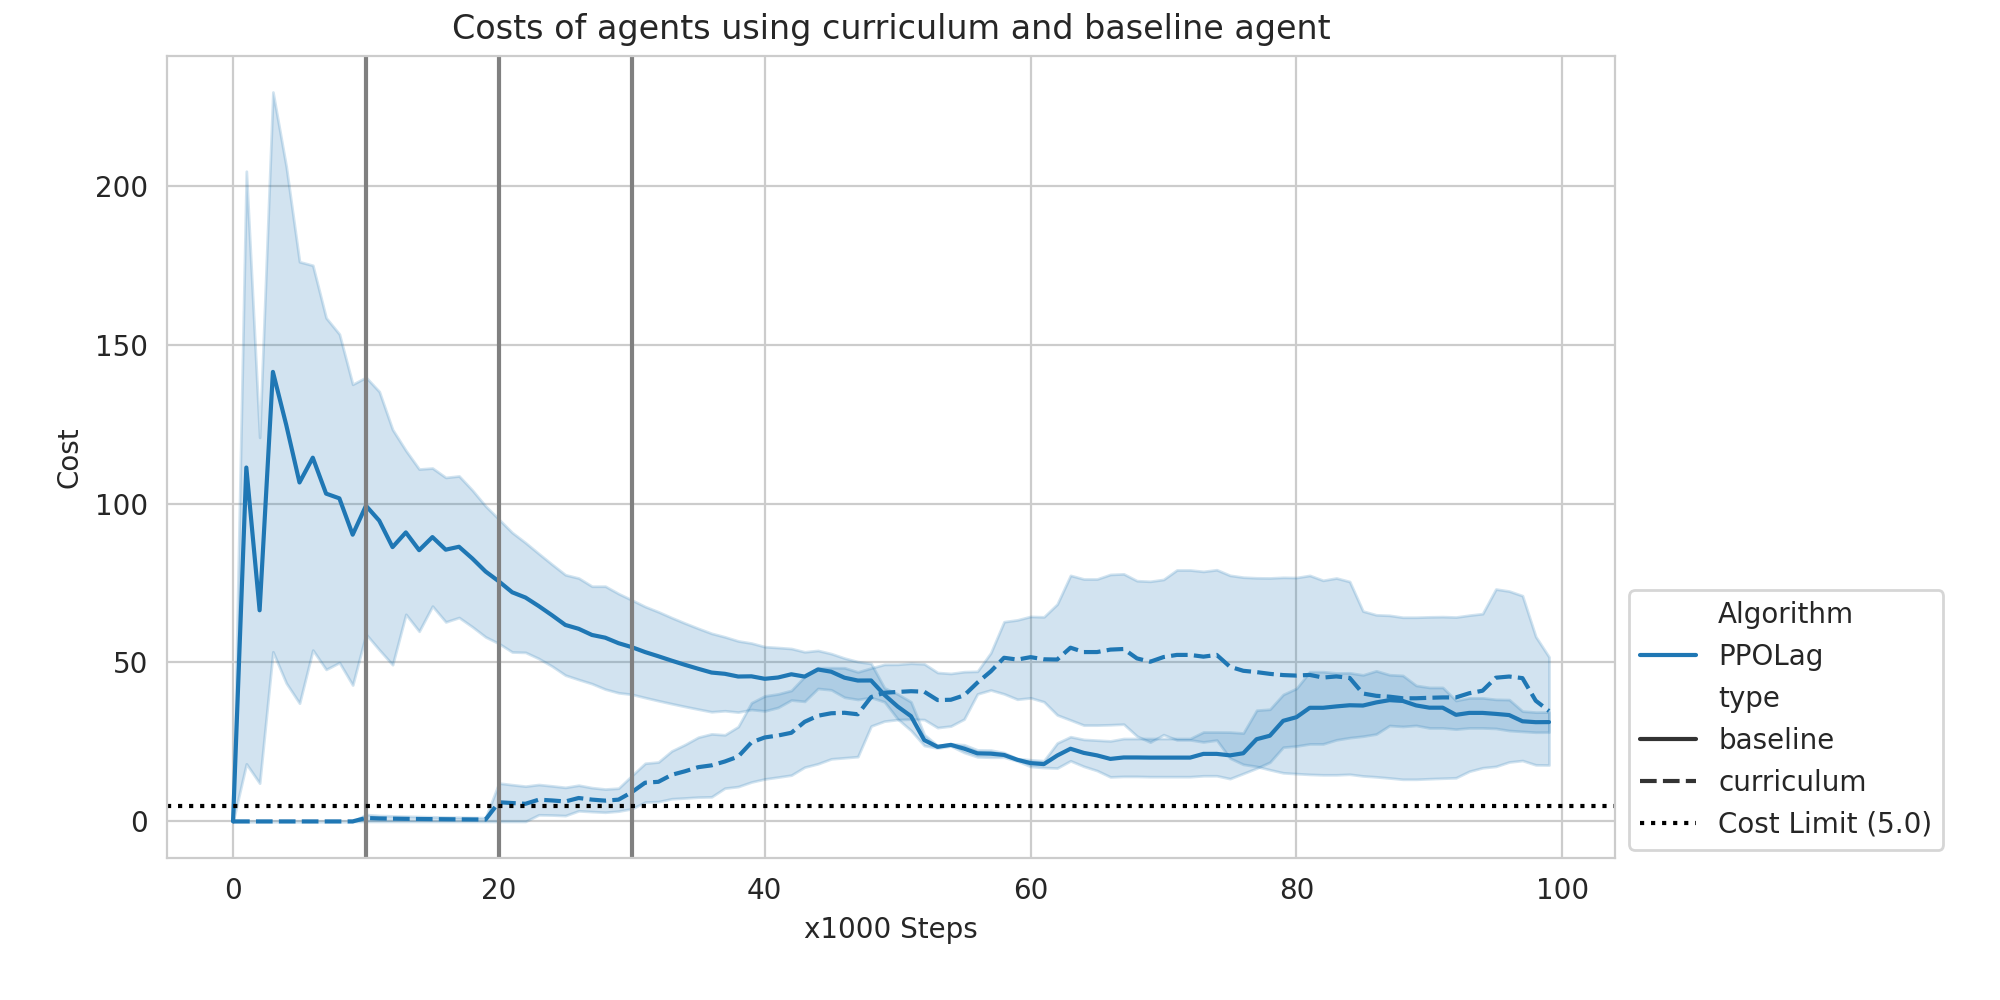 Costs of agents using curriculum and baseline agent
Cost
200
150
100
50
0
0 20 40 60 80 100
x1000 Steps
Algorithm
PPOLag
type
baseline
curriculum
Cost Limit (5.0)